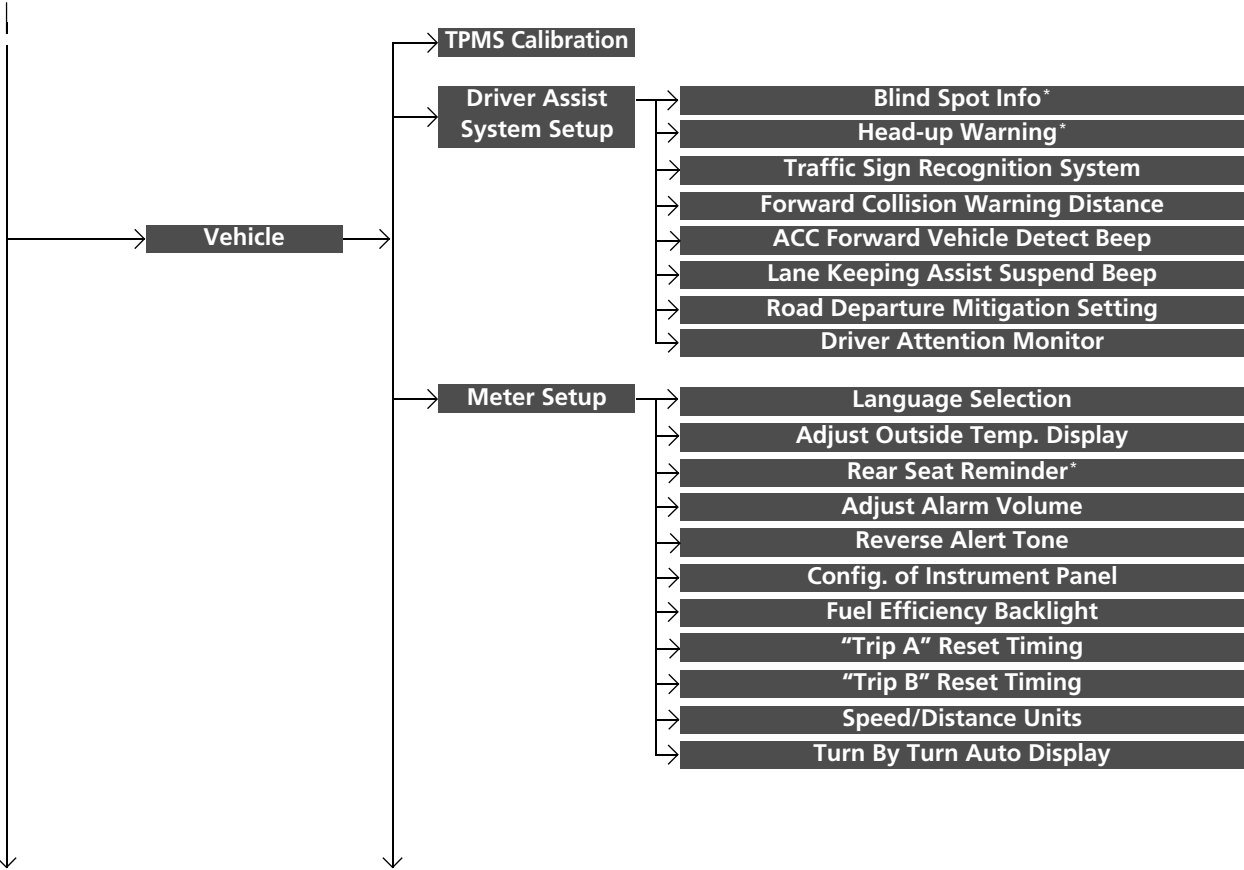 TPMS Calibration
Driver Assist
System Setup
Blind Spot Info*
Head-up Warning*
Traffic Sign Recognition System
Forward Collision Warning Distance
Vehicle
ACC Forward Vehicle Detect Beep
Lane Keeping Assist Suspend Beep
Road Departure Mitigation Setting
Driver Attention Monitor
Meter Setup
Language Selection
Adjust Outside Temp. Display
Rear Seat Reminder*
Adjust Alarm Volume
Reverse Alert Tone
Config. of Instrument Panel
Fuel Efficiency Backlight
“Trip A” Reset Timing
“Trip B” Reset Timing
Speed/Distance Units
Turn By Turn Auto Display